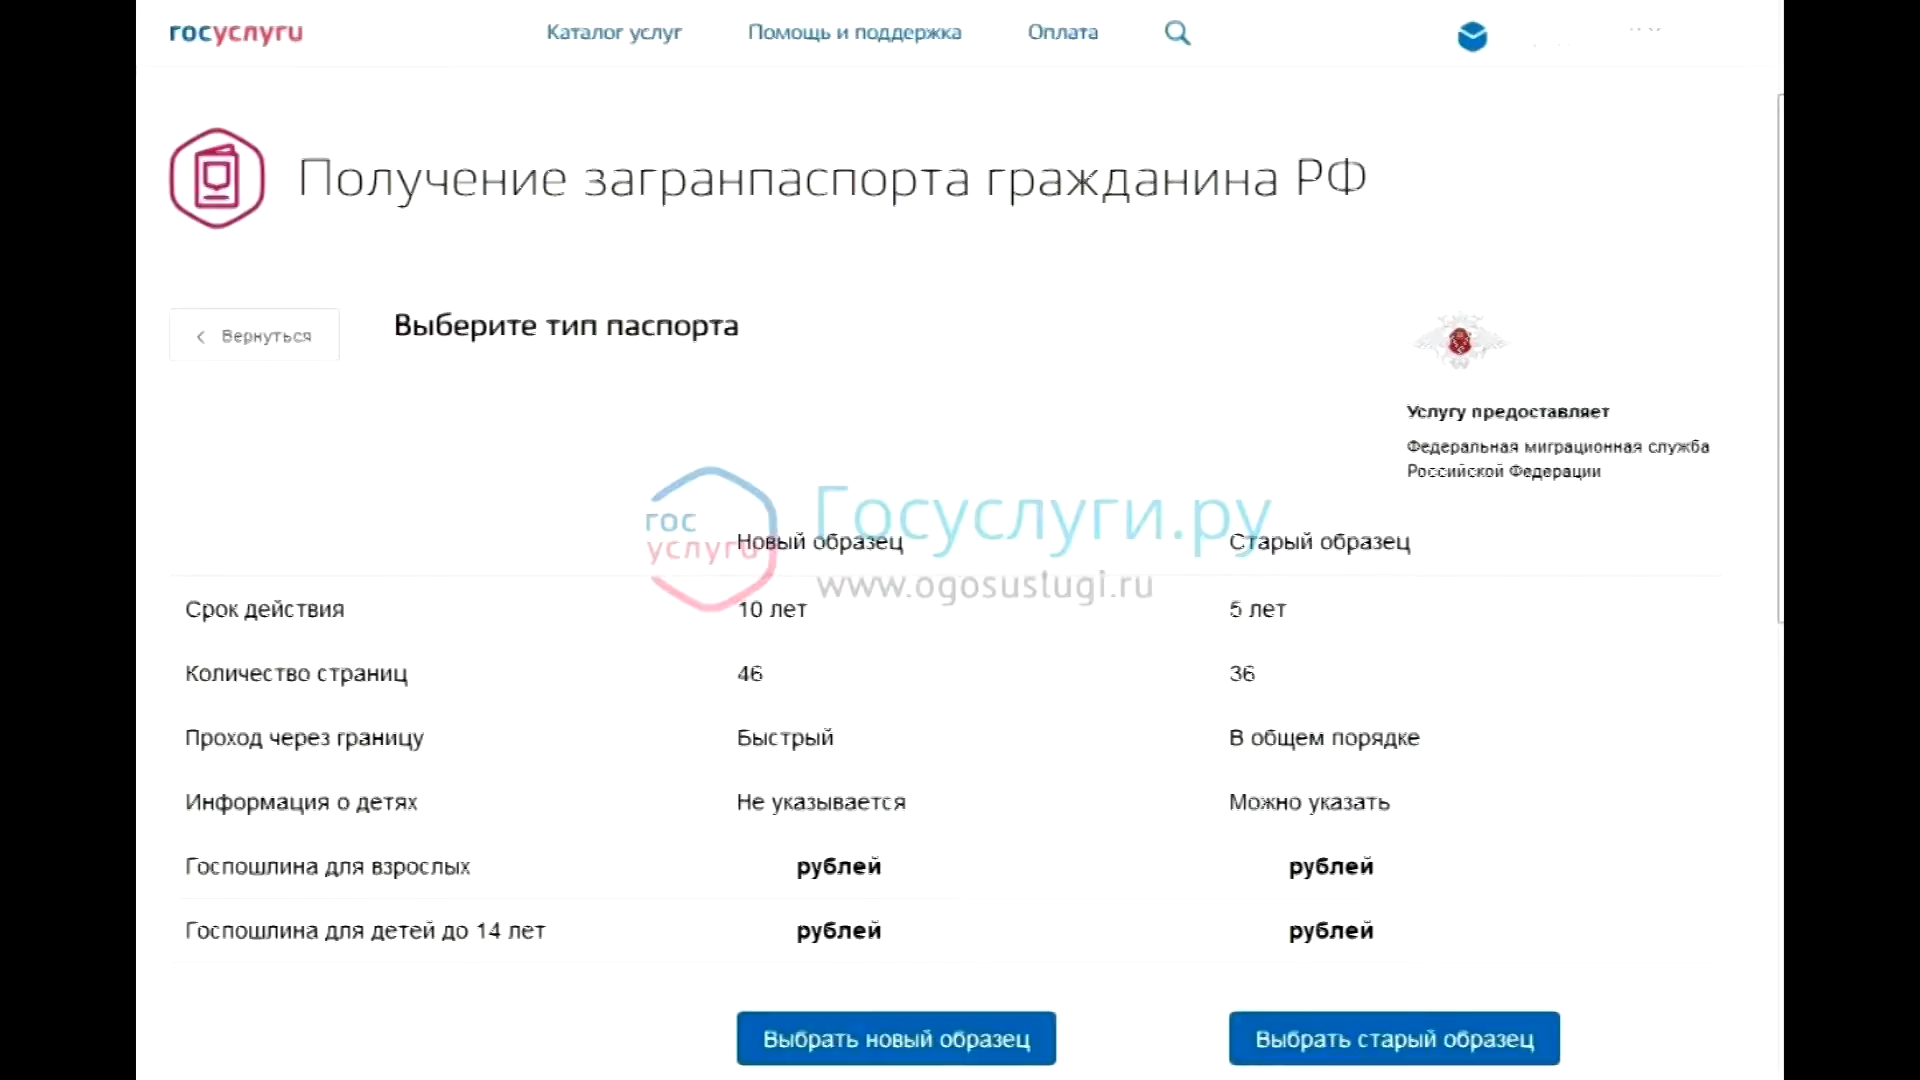 госуслуги
Каталог услуг
Помощь и поддержка
Оплата
Получение загранпаспорта гражданина РФ
Вернуться
Выберите тип паспорта
Услугу предоставляет
Федеральная миграционная служба
Российской Федерации
гос
услуги
Госуслуги.ру
www.ogosuslugi.ru
Новый образец Старый образец
Срок действия 10 лет 5 лет
Количество страниц 46 36
Проход через границу Быстрый В общем порядке
Информация о детях Не указывается Можно указать
Госпошлина для взрослых рублей рублей
Госпошлина для детей до 14 лет рублей рублей
Выбрать новый образец Выбрать старый образец